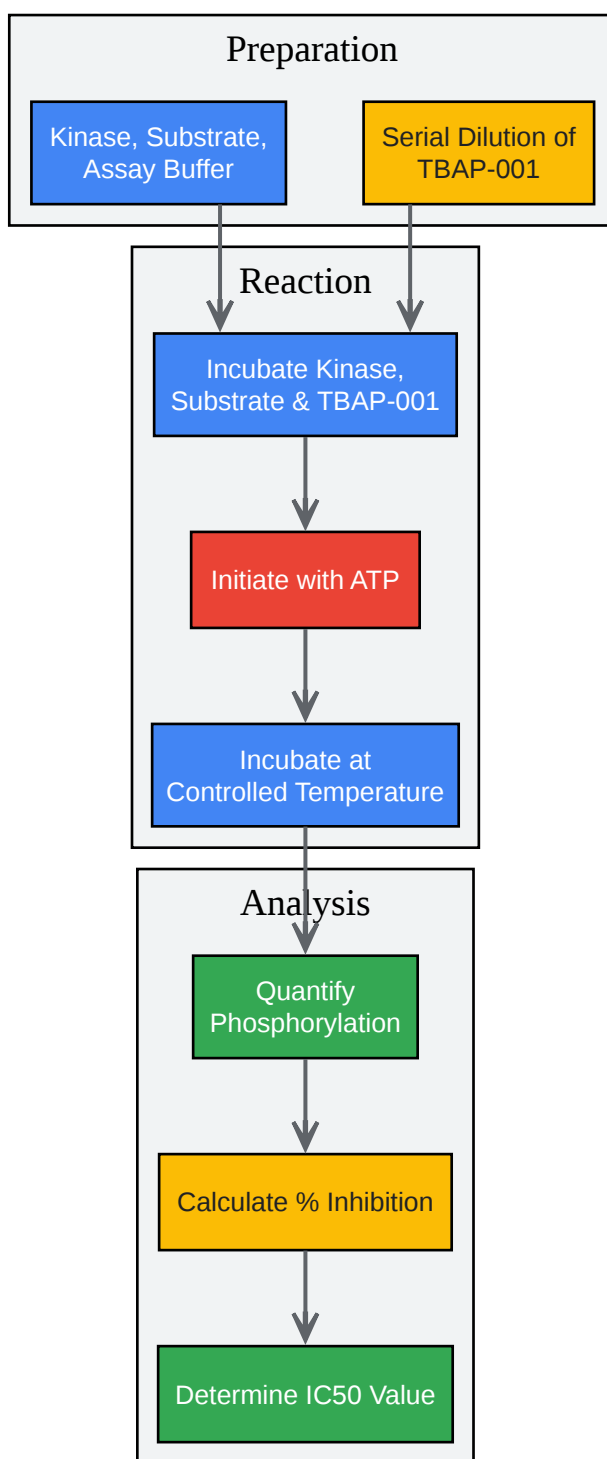 Preparation
Kinase, Substrate,
Assay Buffer
Serial Dilution of
TBAP-001
Reaction
Incubate Kinase,
Substrate & TBAP-001
Initiate with ATP
Incubate at
Controlled Temperature
Analysis
Quantify
Phosphorylation
Calculate % Inhibition
Determine IC50 Value